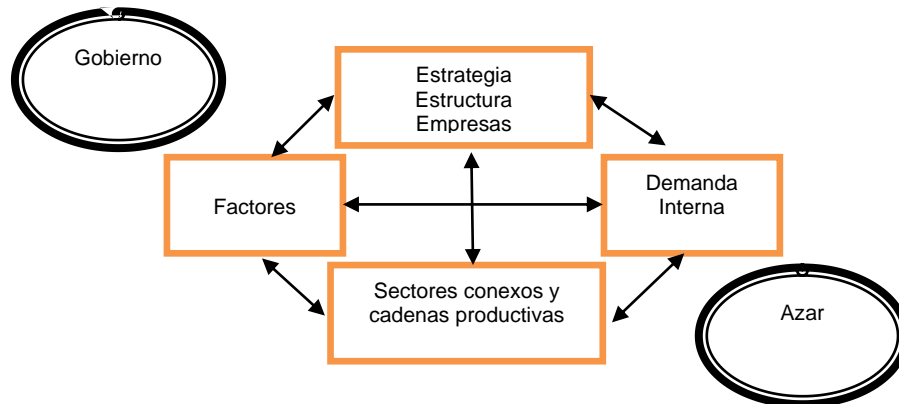 Gobierno
Estrategia
Estructura
Empresas
Factores
Demanda
Interna
Sectores conexos y
cadenas productivas
Azar